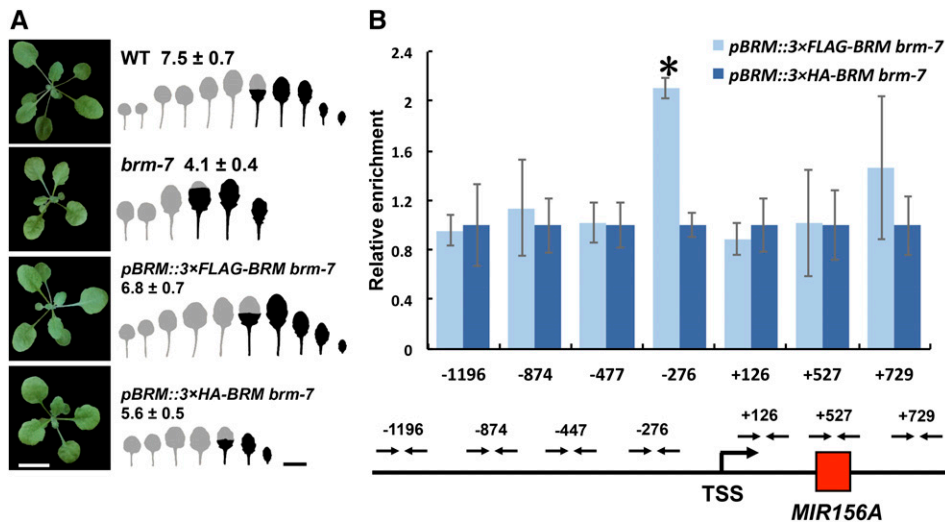 A
WT 7.5 ± 0.7
brm-7 4.1 ± 0.4
pBRM::3×FLAG-BRM brm-7
6.8 ± 0.7
pBRM::3×HA-BRM brm-7
5.6 ± 0.5
B
Relative enrichment
2.4
2
1.6
1.2
0.8
0.4
0
*
pBRM::3×FLAG-BRM brm-7
pBRM::3×HA-BRM brm-7
-1196 -874 -477 -276 +126 +527 +729
-1196 -874 -447 -276 +126 +527 +729
TSS
MIR156A